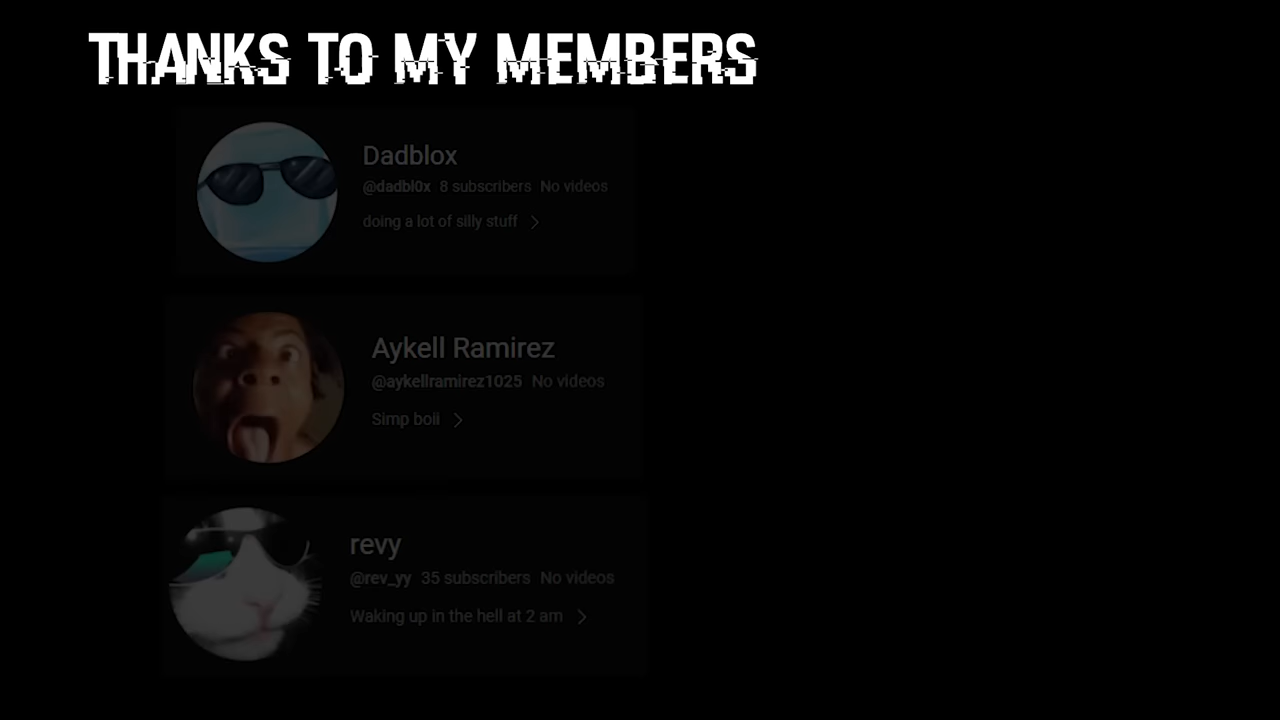 THANKS TO MY MEMBERS
Dadblox
@dadbl0x 8 subscribers No videos
doing a lot of silly stuff
Aykell Ramirez
@aykellramirez1025 No videos
Simp boii
revy
@rev_yy 35 subscribers No videos
Waking up in the hell at 2 am